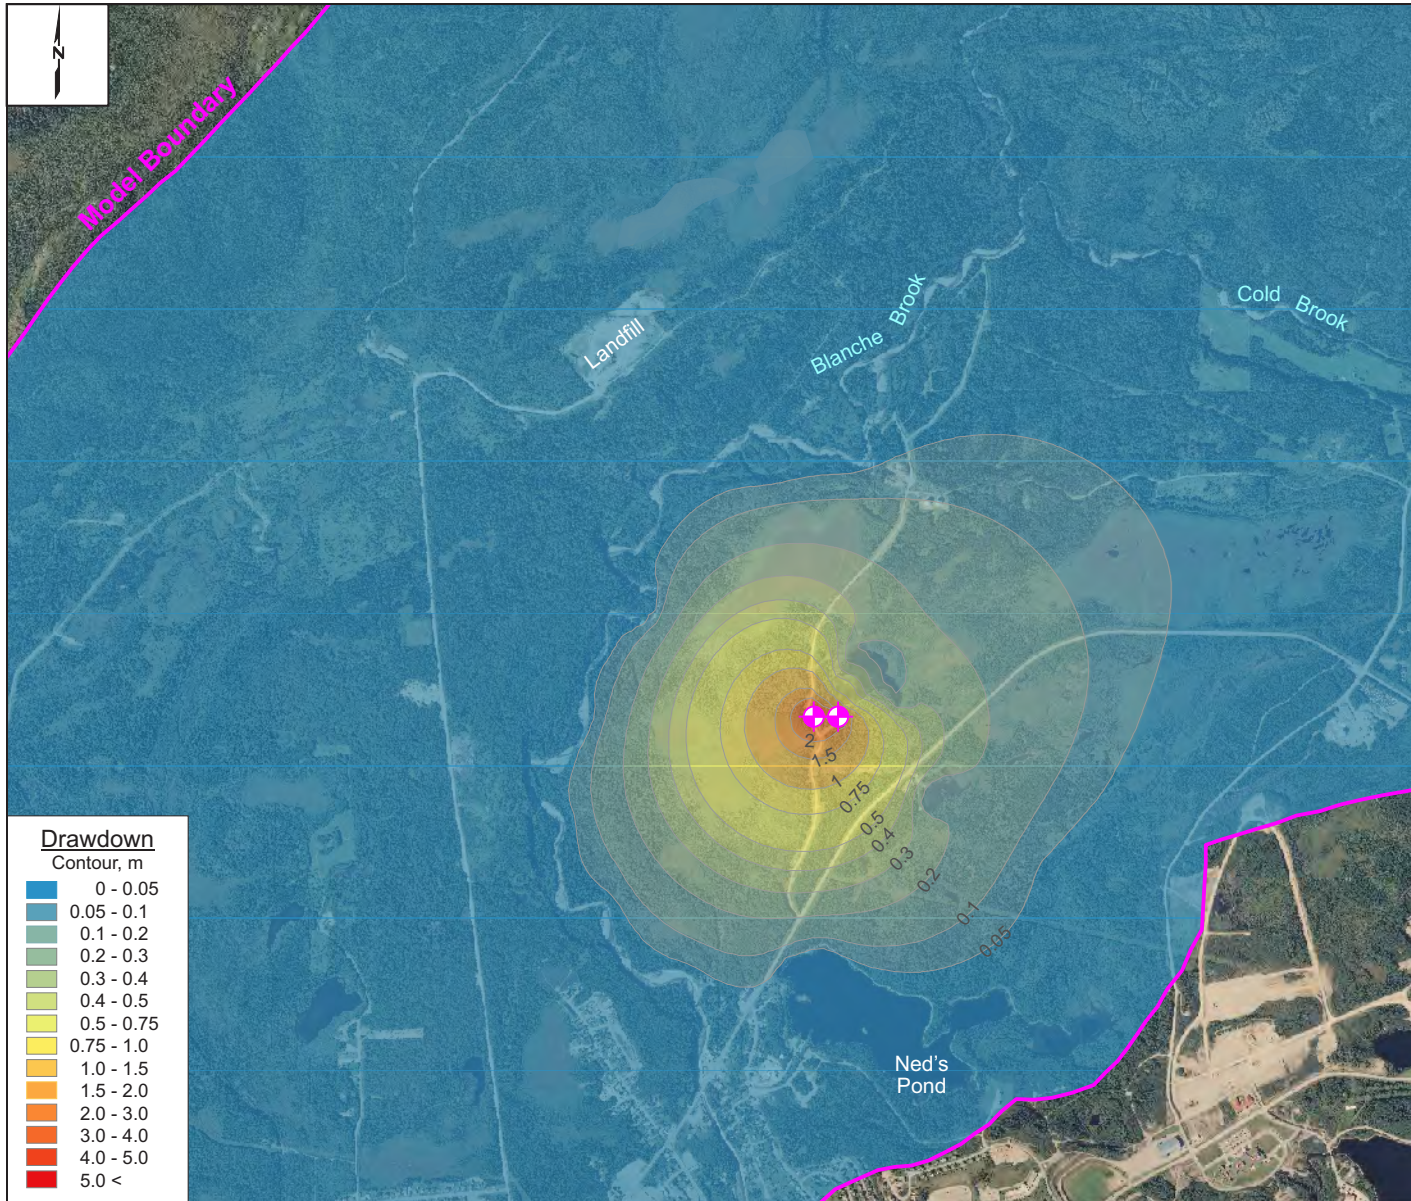 N
Model Boundary
Landfill
Blanche Brook
Cold Brook
2
1.5
1
0.75
0.5
0.4
0.3
0.2
0.1
0.05
Ned's
Pond
Drawdown
Contour, m
0 - 0.05
0.05 - 0.1
0.1 - 0.2
0.2 - 0.3
0.3 - 0.4
0.4 - 0.5
0.5 - 0.75
0.75 - 1.0
1.0 - 1.5
1.5 - 2.0
2.0 - 3.0
3.0 - 4.0
4.0 - 5.0
5.0 <